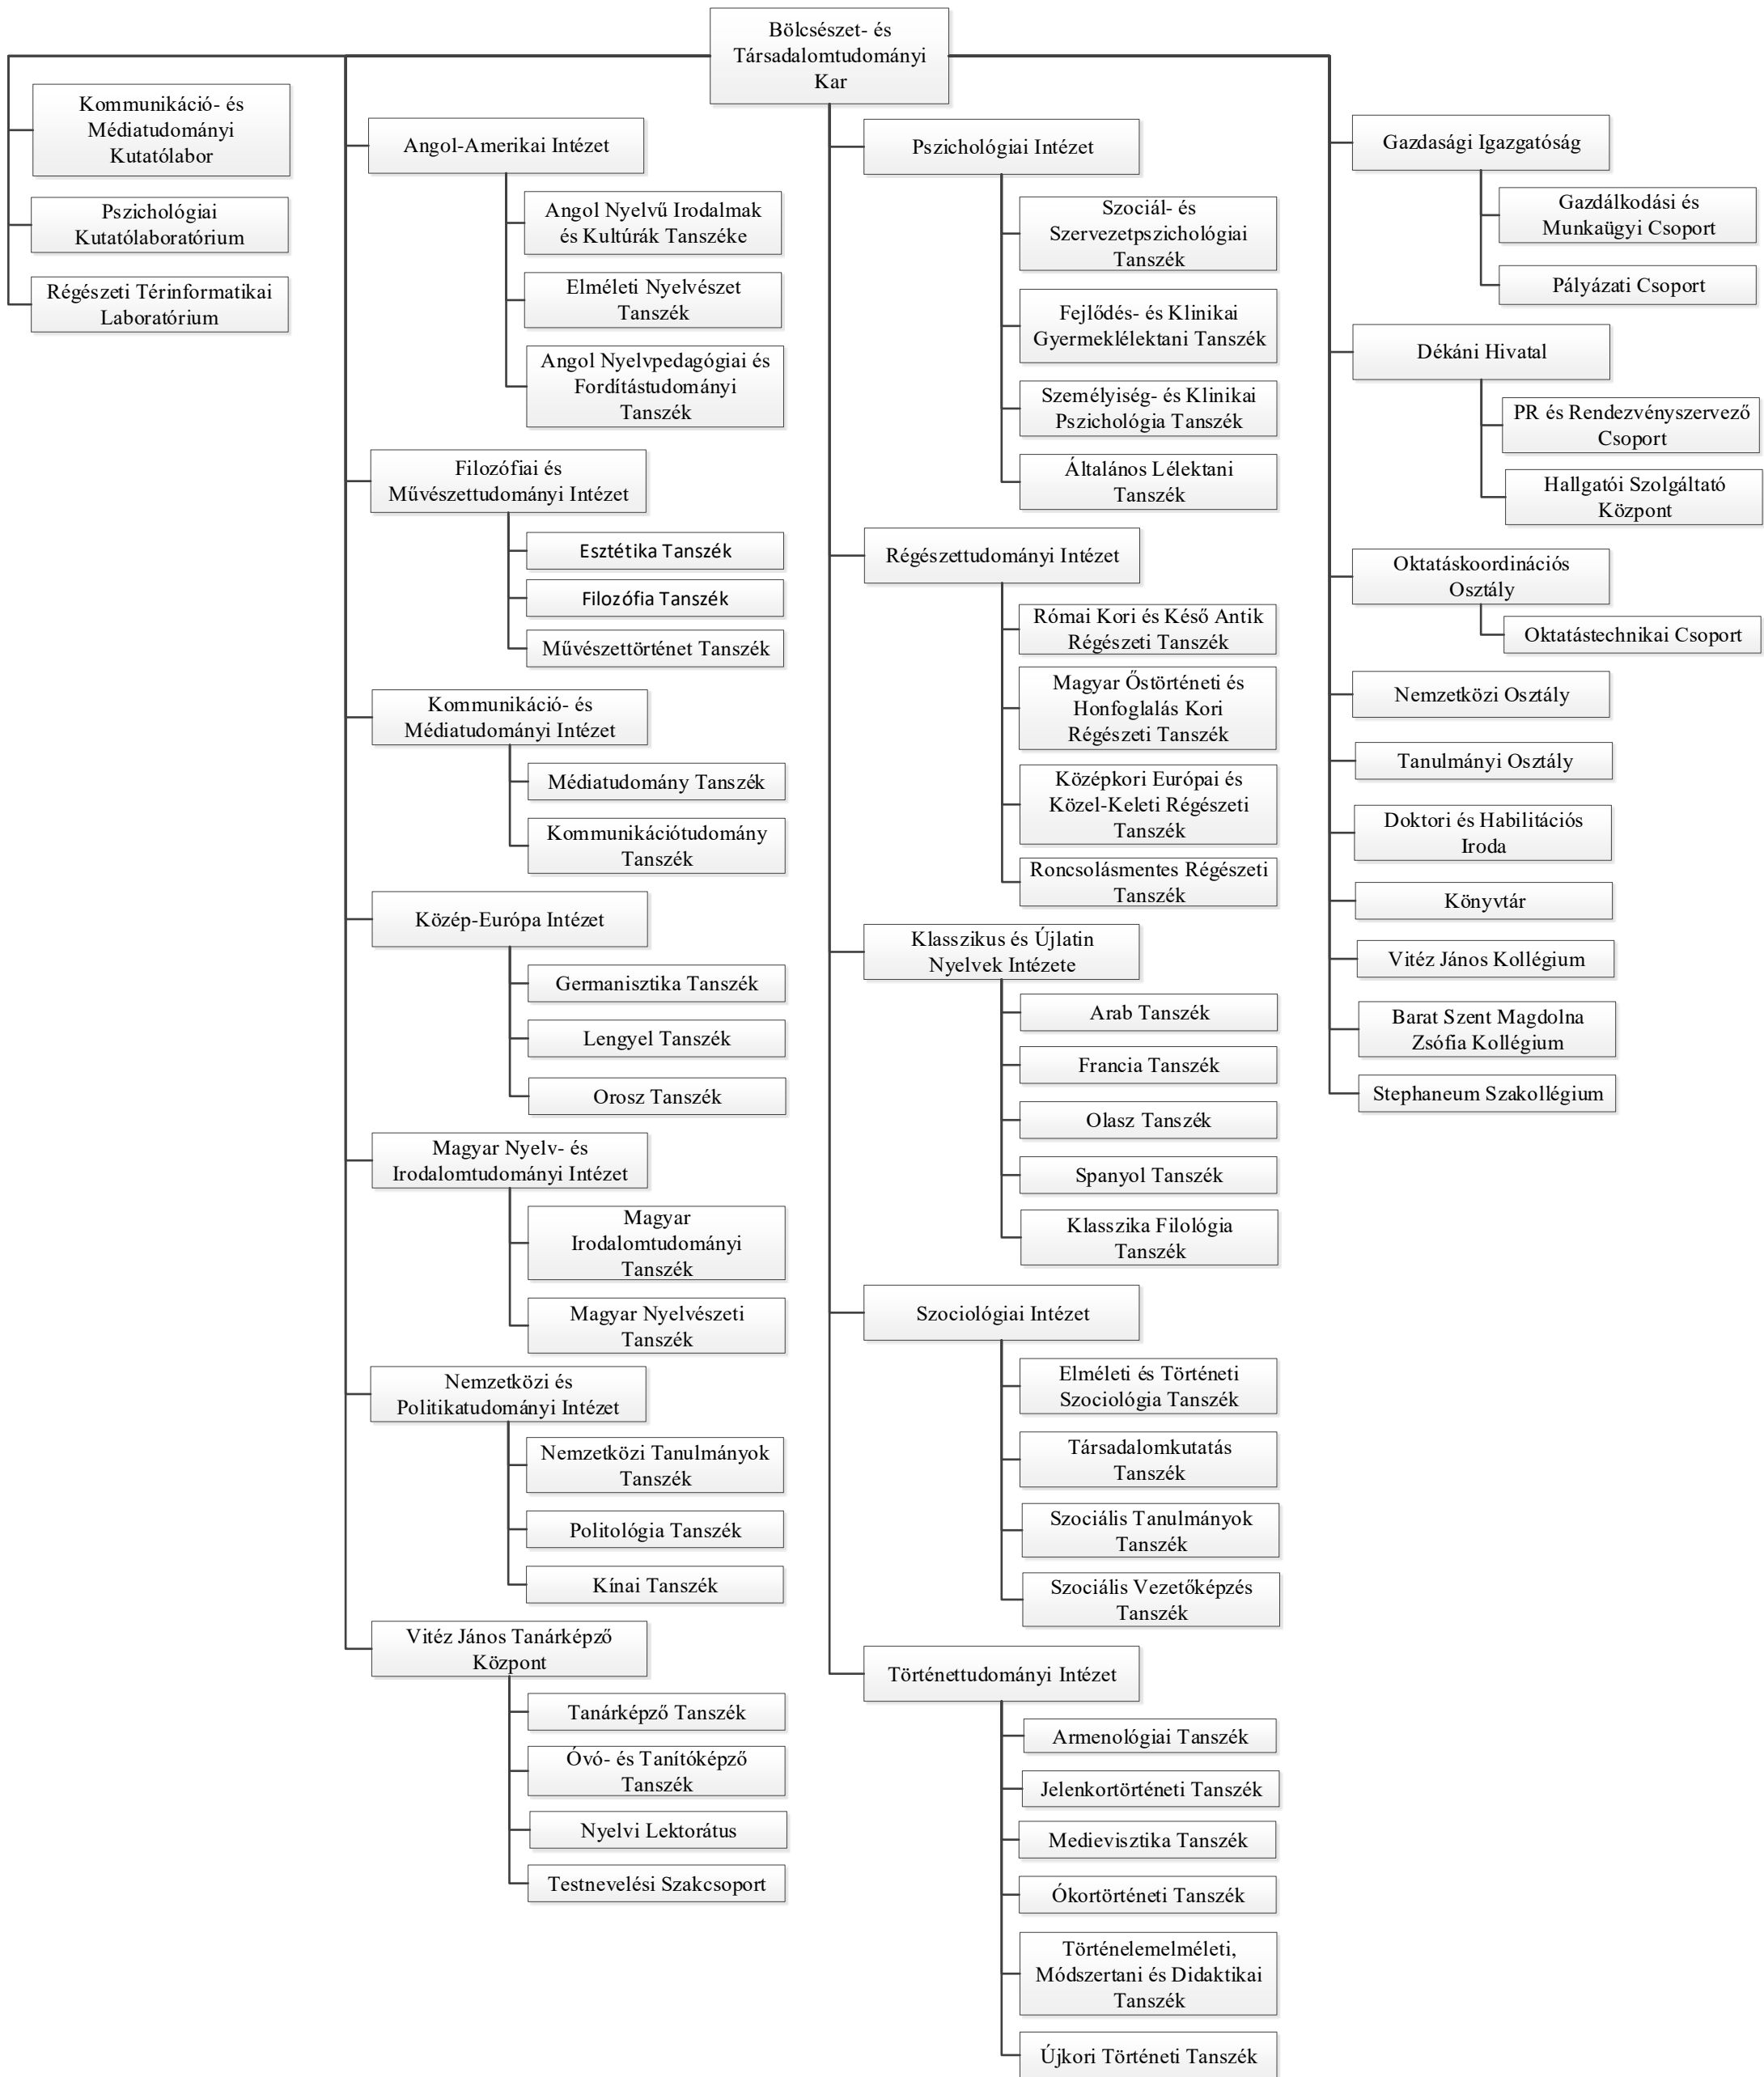 Bölcsészet- és
Társadalomtudományi
Kar
Kommunikáció- és
Médiatudományi
Kutatólabor
Pszichológiai
Kutatólaboratórium
Régészeti Térinformatikai
Laboratórium
Angol-Amerikai Intézet
Angol Nyelvű Irodalmak
és Kultúrák Tanszéke
Elméleti Nyelvészet
Tanszék
Angol Nyelvpedagógiai és
Fordítástudományi
Tanszék
Filozófiai és
Művészettudományi Intézet
Esztétika Tanszék
Filozófia Tanszék
Művészettörténet Tanszék
Kommunikáció- és
Médiatudományi Intézet
Médiatudomány Tanszék
Kommunikációtudomány
Tanszék
Közép-Európa Intézet
Germanisztika Tanszék
Lengyel Tanszék
Orosz Tanszék
Magyar Nyelv- és
Irodalomtudományi Intézet
Magyar
Irodalomtudományi
Tanszék
Magyar Nyelvészeti
Tanszék
Nemzetközi és
Politikatudományi Intézet
Nemzetközi Tanulmányok
Tanszék
Politológia Tanszék
Kínai Tanszék
Vitéz János Tanárképző
Központ
Tanárképző Tanszék
Óvó- és Tanítóképző
Tanszék
Nyelvi Lektorátus
Testnevelési Szakcsoport
Pszichológiai Intézet
Szociál- és
Szervezetpszichológiai
Tanszék
Fejlődés- és Klinikai
Gyermeklélektani Tanszék
Személyiség- és Klinikai
Pszichológia Tanszék
Általános Lélektani
Tanszék
Régészettudományi Intézet
Római Kori és Késő Antik
Régészeti Tanszék
Magyar Őstörténeti és
Honfoglalás Kori
Régészeti Tanszék
Középkori Európai és
Közel-Keleti Régészeti
Tanszék
Roncsolásmentes Régészeti
Tanszék
Klasszikus és Újlatin
Nyelvek Intézete
Arab Tanszék
Francia Tanszék
Olasz Tanszék
Spanyol Tanszék
Klasszika Filológia
Tanszék
Szociológiai Intézet
Elméleti és Történeti
Szociológia Tanszék
Társadalomkutatás
Tanszék
Szociális Tanulmányok
Tanszék
Szociális Vezetőképzés
Tanszék
Történettudományi Intézet
Armenológiai Tanszék
Jelenkortörténeti Tanszék
Medievisztika Tanszék
Ókortörténeti Tanszék
Történelemelméleti,
Módszertani és Didaktikai
Tanszék
Újkori Történeti Tanszék
Gazdasági Igazgatóság
Gazdálkodási és
Munkaügyi Csoport
Pályázati Csoport
Dékáni Hivatal
PR és Rendezvényszervező
Csoport
Hallgatói Szolgáltató
Központ
Oktatáskoordinációs
Osztály
Oktatástechnikai Csoport
Nemzetközi Osztály
Tanulmányi Osztály
Doktori és Habilitációs
Iroda
Könyvtár
Vitéz János Kollégium
Barat Szent Magdolna
Zsófia Kollégium
Stephaneum Szakollégium